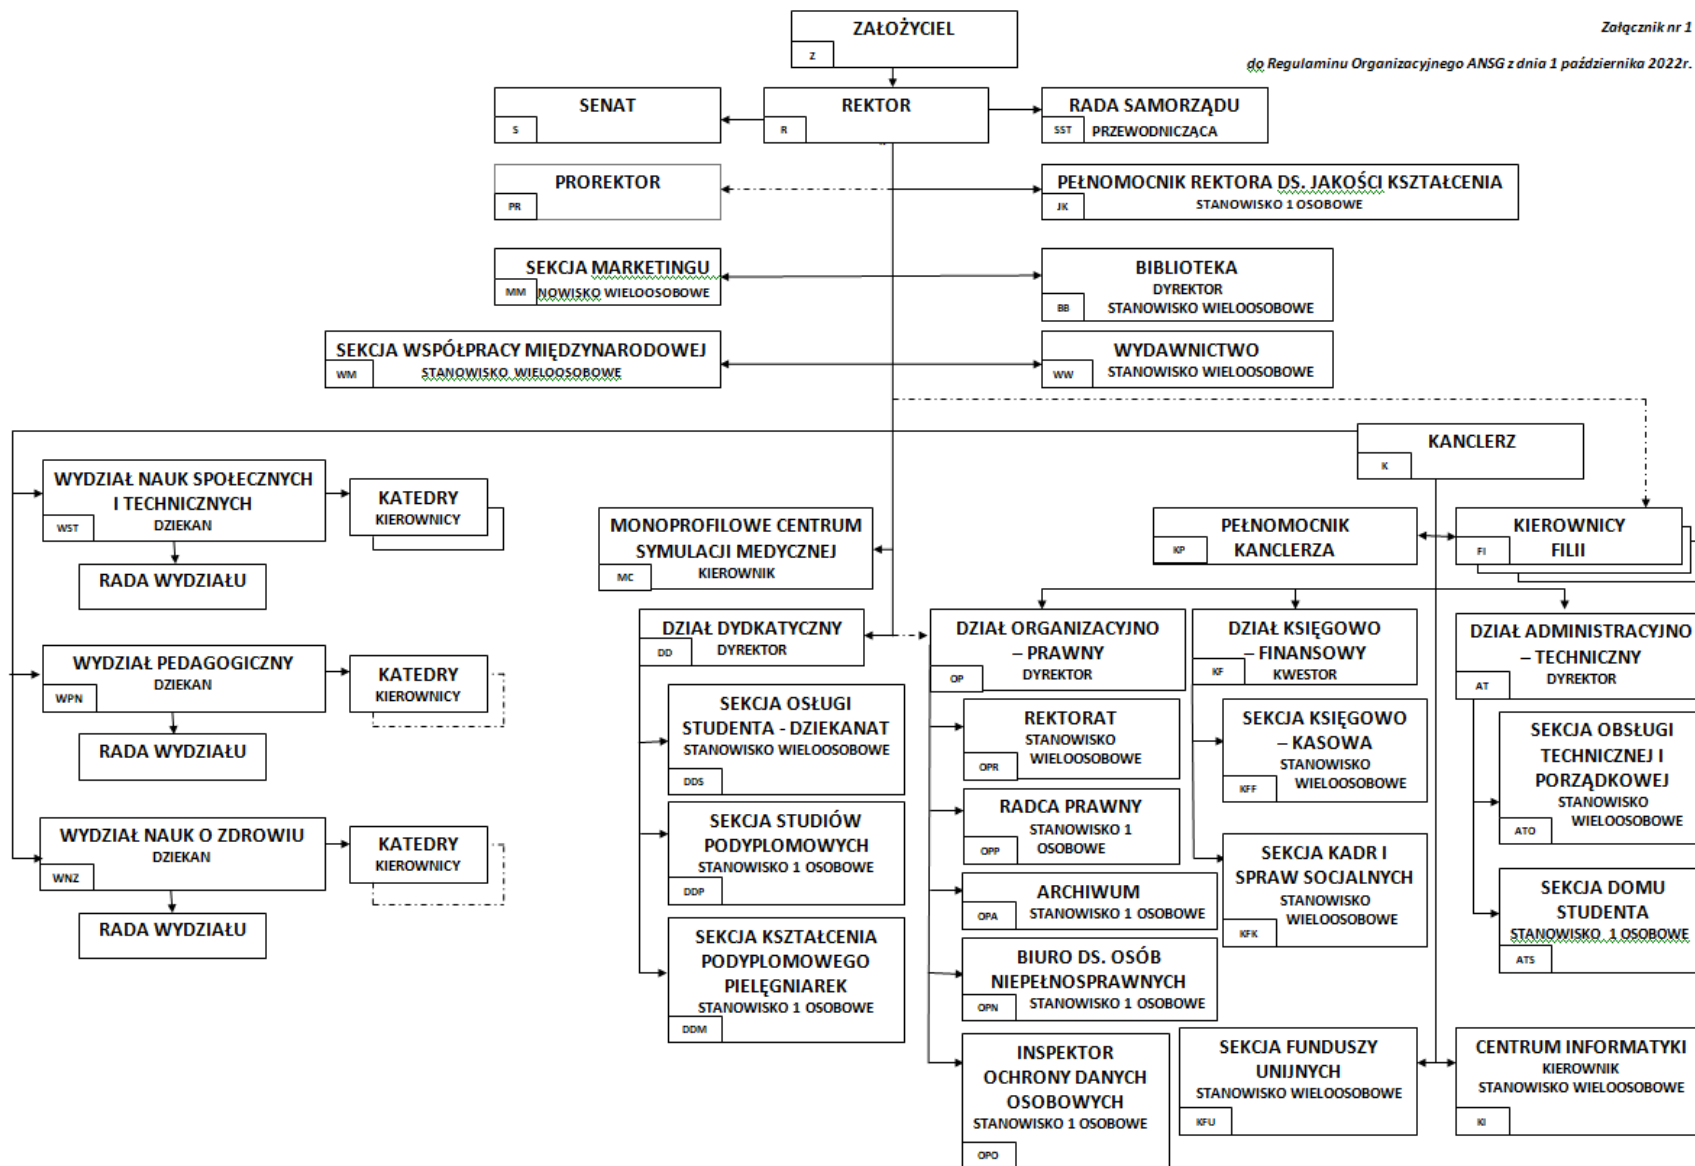 ZAŁOŻYCIEL
Z
Załącznik nr 1
do Regulaminu Organizacyjnego ANSG z dnia 1 października 2022r.
SENAT
S
REKTOR
R
RADA SAMORZĄDU
SST PRZEWODNICZĄCA
PROREKTOR
PR
PEŁNOMOCNIK REKTORA DS. JAKOŚCI KSZTAŁCENIA
STANOWISKO 1 OSOBOWE
JK
SEKCJA MARKETINGU
MM NOWISKO WIELOOSOBOWE
BIBLIOTEKA
DYREKTOR
STANOWISKO WIELOOSOBOWE
BB
SEKCJA WSPÓŁPRACY MIĘDZYNARODOWEJ
WM STANOWISKO WIELOOSOBOWE
WYDAWNICTWO
WW STANOWISKO WIELOOSOBOWE
KANCLERZ
K
WYDZIAŁ NAUK SPOŁECZNYCH
I TECHNICZNYCH
DZIEKAN
WST
KATEDRY
KIEROWNICY
RADA WYDZIAŁU
MONOPROFILOWE CENTRUM
SYMULACJI MEDYCZNEJ
KIEROWNIK
MC
PEŁNOMOCNIK
KANCLERZA
KP
KIEROWNICY
FILII
FI
WYDZIAŁ PEDAGOGICZNY
DZIEKAN
WPN
KATEDRY
KIEROWNICY
RADA WYDZIAŁU
WYDZIAŁ NAUK O ZDROWIU
DZIEKAN
WNZ
KATEDRY
KIEROWNICY
RADA WYDZIAŁU
DZIAŁ DYDKATYCZNY
DYREKTOR
DD
SEKCJA OSŁUGI
STUDENTA - DZIEKANAT
STANOWISKO WIELOOSOBOWE
DDS
SEKCJA STUDIÓW
PODYPLOMOWYCH
STANOWISKO 1 OSOBOWE
DDP
SEKCJA KSZTAŁCENIA
PODYPLOMOWEGO
PIELĘGNIAREK
STANOWISKO 1 OSOBOWE
DDM
DZIAŁ ORGANIZACYJNO
– PRAWNY
DYREKTOR
OP
REKTORAT
STANOWISKO
WIELOOSOBOWE
OPR
RADCA PRAWNY
STANOWISKO 1
OSOBOWE
OPP
ARCHIWUM
OPA STANOWISKO 1 OSOBOWE
BIURO DS. OSÓB
NIEPEŁNOSPRAWNYCH
OPN STANOWISKO 1 OSOBOWE
INSPEKTOR
OCHRONY DANYCH
OSOBOWYCH
STANOWISKO 1 OSOBOWE
OPO
DZIAŁ KSIĘGOWO
– FINANSOWY
KWESTOR
KF
SEKCJA KSIĘGOWO
– KASOWA
STANOWISKO
WIELOOSOBOWE
KFF
SEKCJA KADR I
SPRAW SOCJALNYCH
STANOWISKO
WIELOOSOBOWE
KFK
SEKCJA FUNDUSZY
UNIJNYCH
STANOWISKO WIELOOSOBOWE
KFU
DZIAŁ ADMINISTRACYJNO
– TECHNICZNY
DYREKTOR
AT
SEKCJA OBSŁUGI
TECHNICZNEJ I
PORZĄDKOWEJ
STANOWISKO
WIELOOSOBOWE
ATO
SEKCJA DOMU
STUDENTA
STANOWISKO 1 OSOBOWE
ATS
CENTRUM INFORMATYKI
KIEROWNIK
STANOWISKO WIELOOSOBOWE
KI